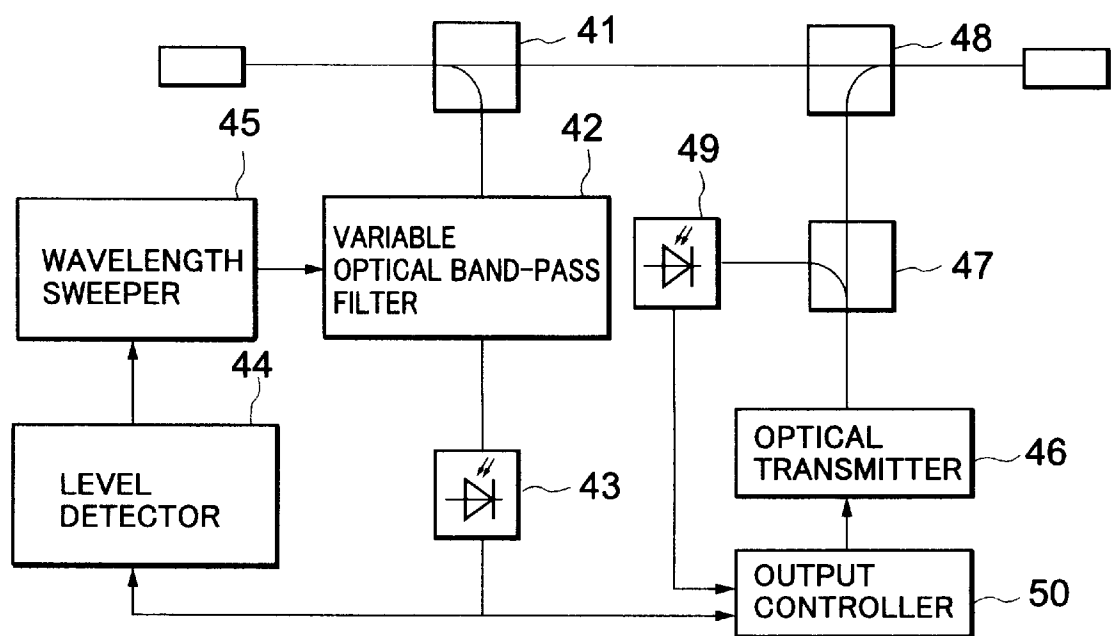 41
48
45
42
49
WAVELENGTH
SWEEPER
VARIABLE
OPTICAL BAND-PASS
FILTER
47
44
LEVEL
DETECTOR
43
OPTICAL
TRANSMITTER
46
OUTPUT
CONTROLLER
50